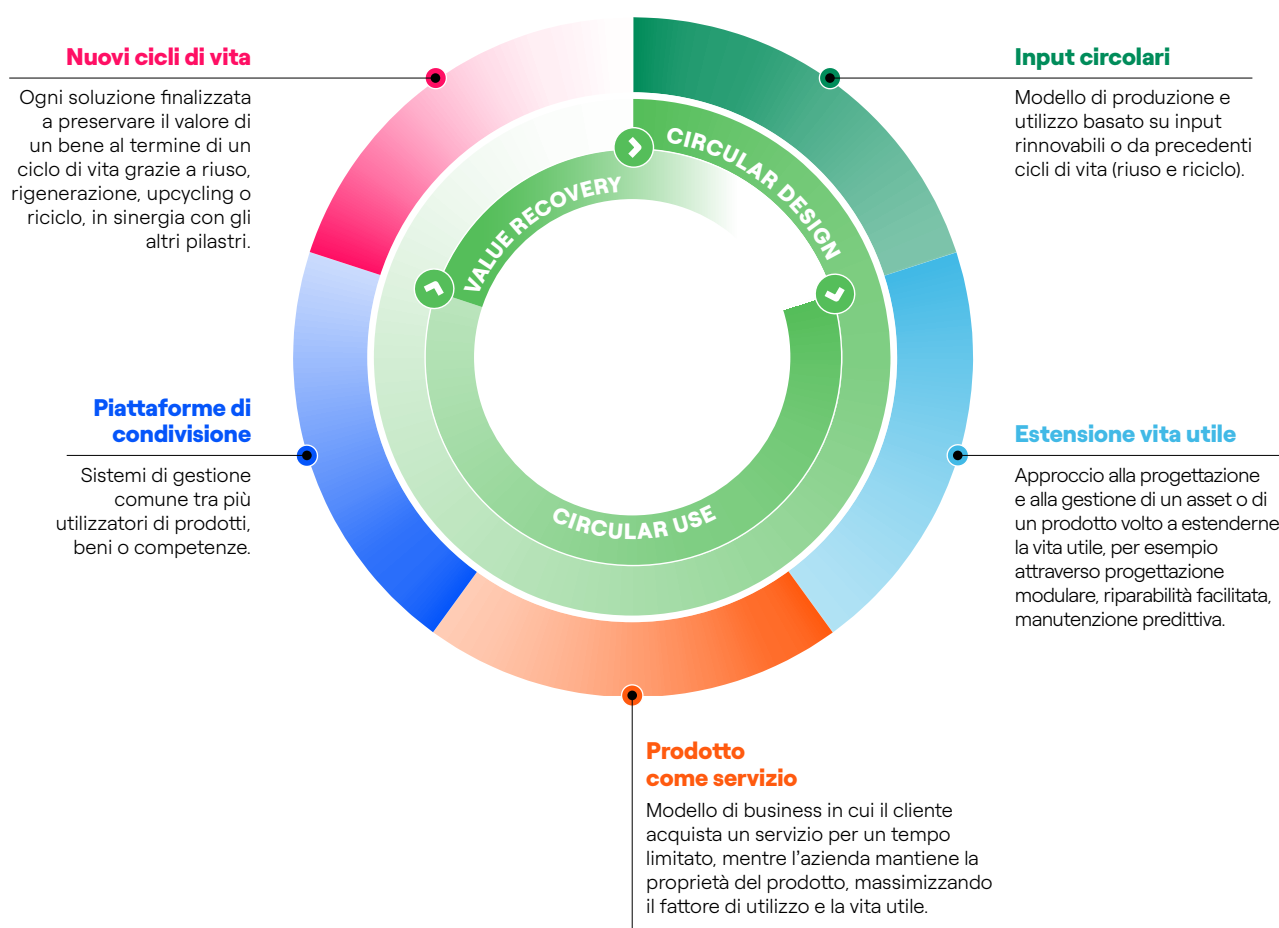 Nuovi cicli di vita
Ogni soluzione finalizzata
a preservare il valore di
un bene al termine di un
ciclo di vita grazie a riuso,
rigenerazione, upcycling o
riciclo, in sinergia con gli
altri pilastri.
Input circolari
Modello di produzione e
utilizzo basato su input
rinnovabili o da precedenti
cicli di vita (riuso e riciclo).
CIRCULAR DESIGN
VALUE RECOVERY
CIRCULAR USE
Piattaforme di
condivisione
Sistemi di gestione
comune tra più
utilizzatori di prodotti,
beni o competenze.
Estensione vita utile
Approccio alla progettazione
e alla gestione di un asset o di
un prodotto volto a estenderne
la vita utile, per esempio
attraverso progettazione
modulare, riparabilità facilitata,
manutenzione predittiva.
Prodotto
come servizio
Modello di business in cui il cliente
acquista un servizio per un tempo
limitato, mentre l’azienda mantiene la
proprietà del prodotto, massimizzando
il fattore di utilizzo e la vita utile.